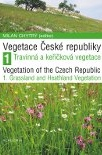 MILAN CHYTRÝ (editor)
Vegetace České republiky
1 Travinná a keříčková vegetace
Vegetation of the Czech Republic
1. Grassland and Heathland Vegetation